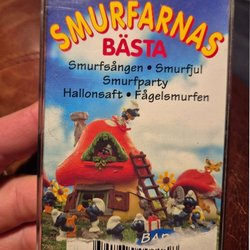 SMURFARNAS
BÄSTA
Smurfsången • Smurfjul
Smurfparty
Hallonsaft • Fågelsmurfen